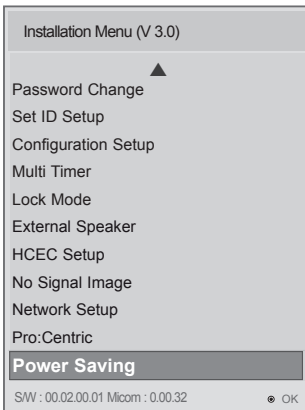 Installation Menu (V 3.0)
Password Change
Set ID Setup
Configuration Setup
Multi Timer
Lock Mode
External Speaker
HCEC Setup
No Signal Image
Network Setup
Pro:Centric
Power Saving
S/W : 00.02.00.01 Micom : 0.00.32 OK